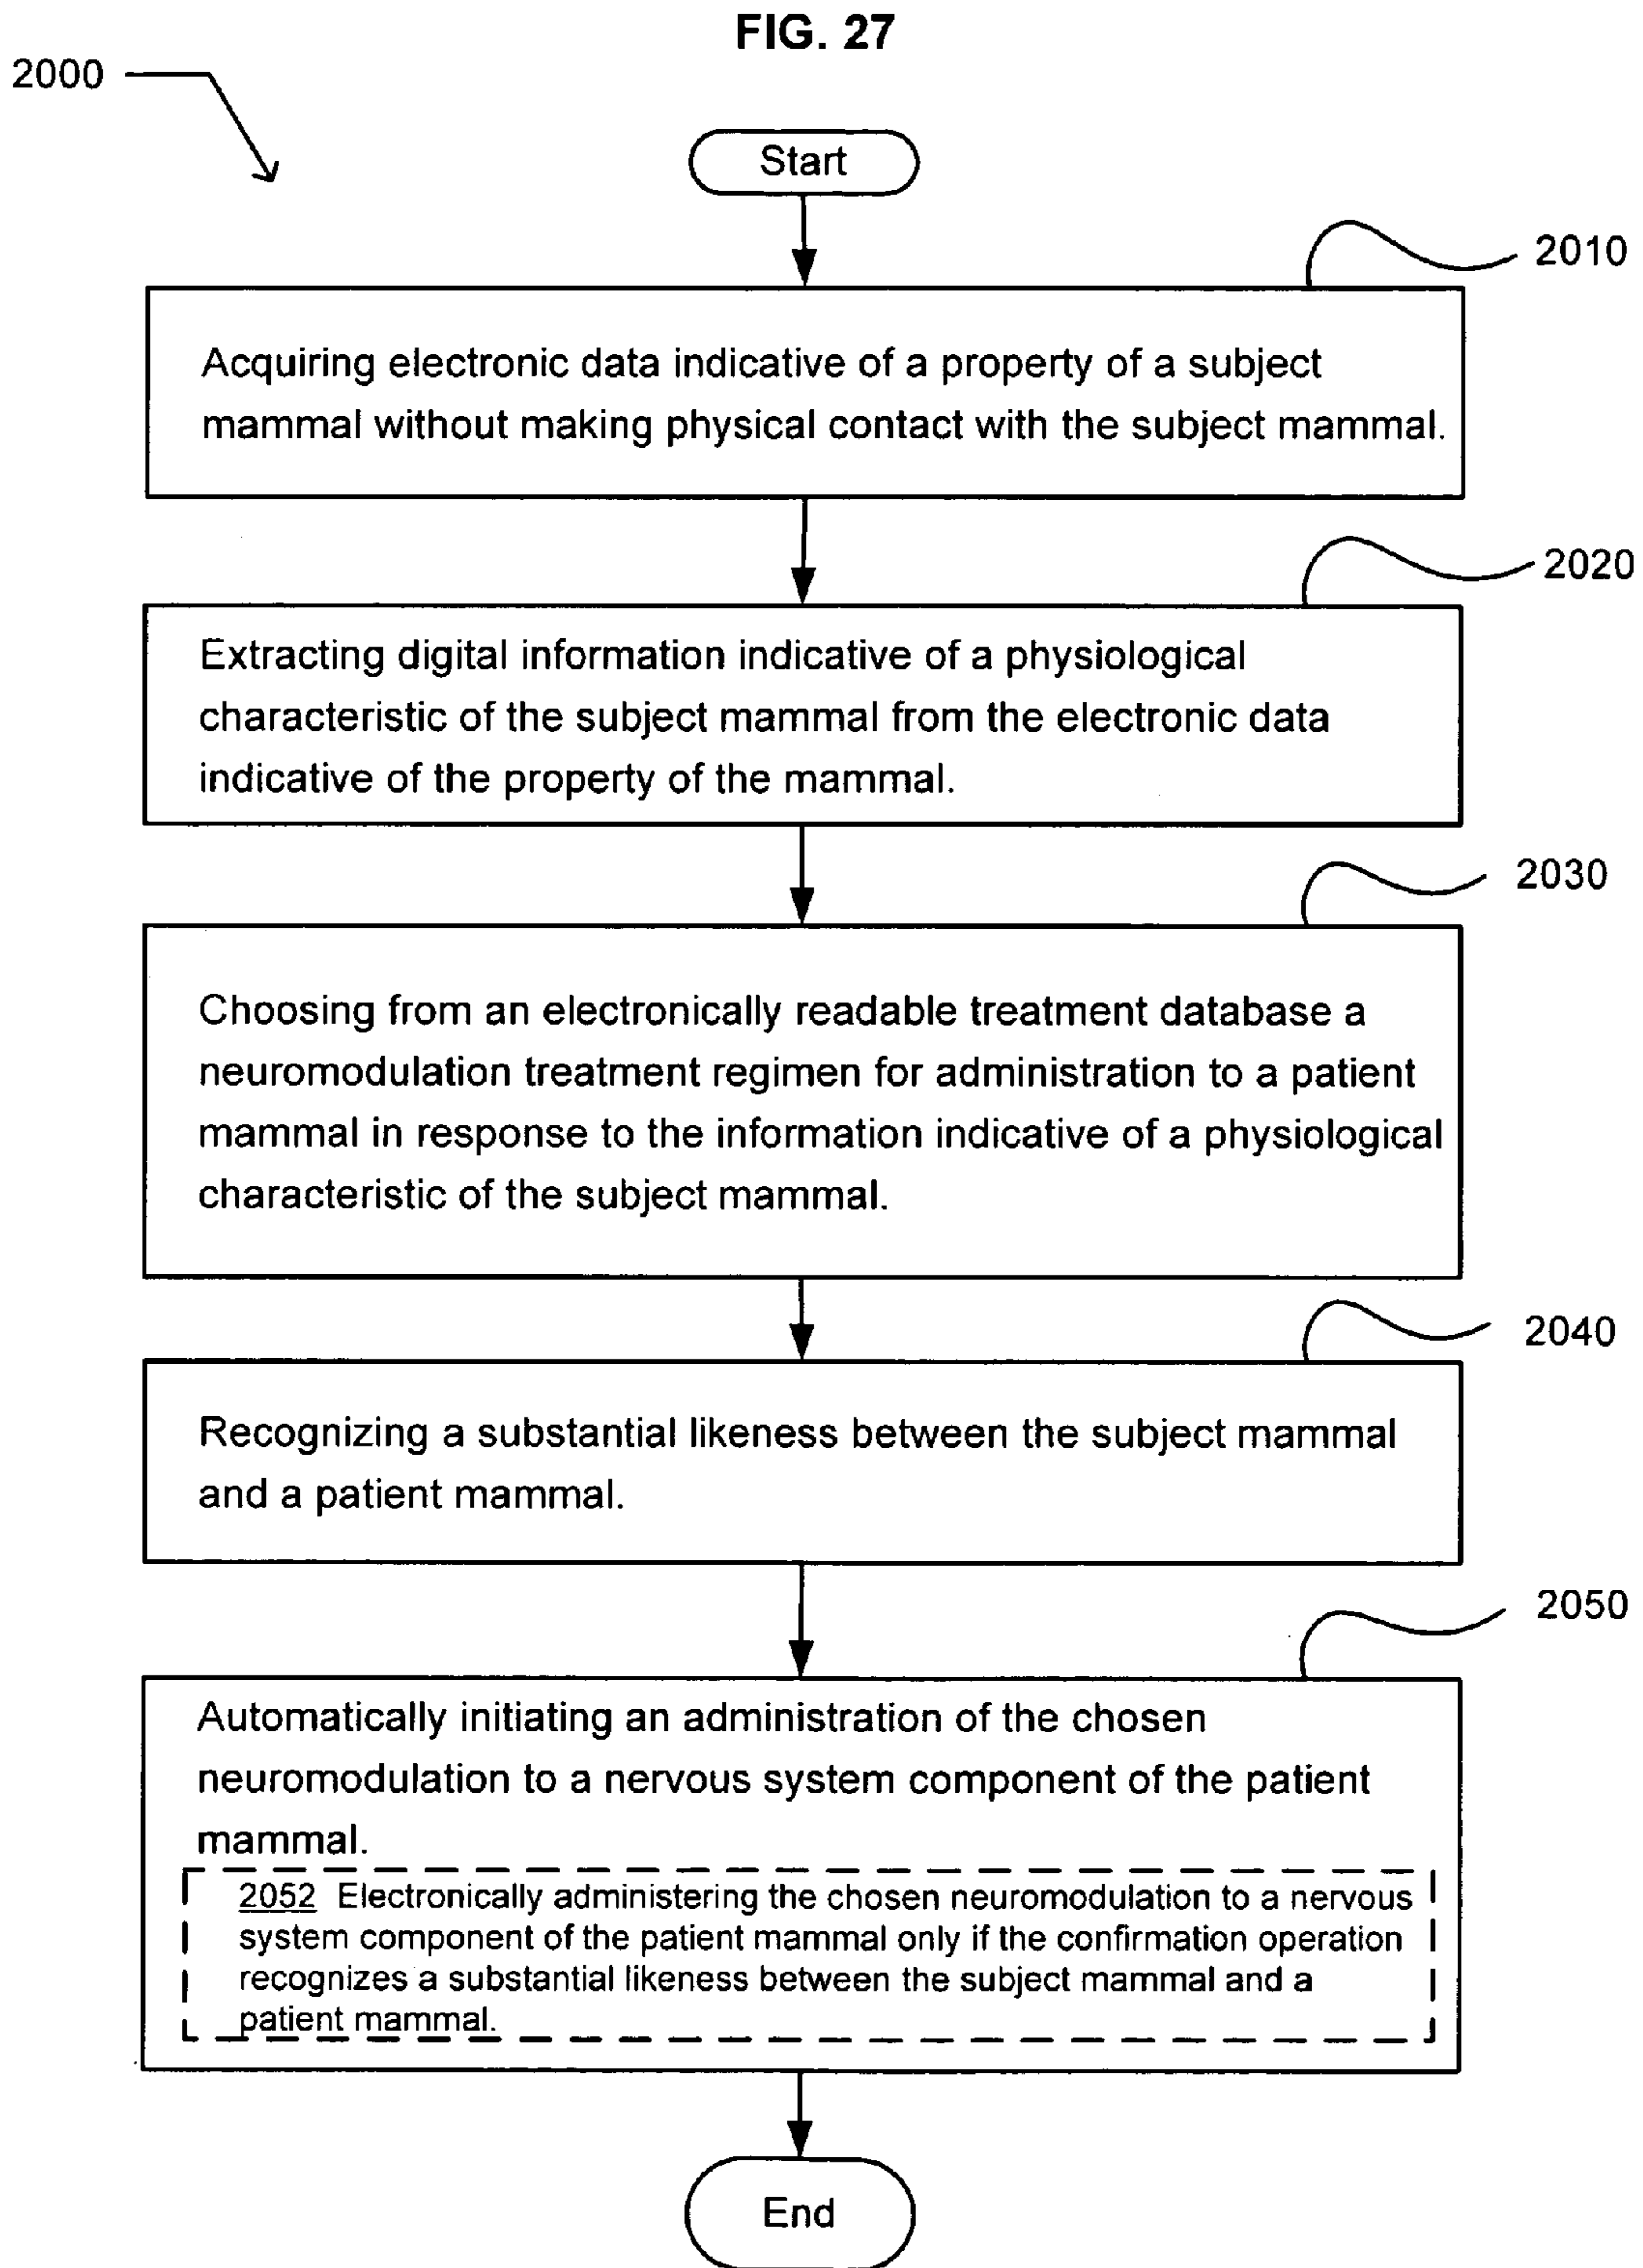 FIG. 27
2000
Start
2010
Acquiring electronic data indicative of a property of a subject
mammal without making physical contact with the subject mammal.
2020
Extracting digital information indicative of a physiological
characteristic of the subject mammal from the electronic data
indicative of the property of the mammal.
2030
Choosing from an electronically readable treatment database a
neuromodulation treatment regimen for administration to a patient
mammal in response to the information indicative of a physiological
characteristic of the subject mammal.
2040
Recognizing a substantial likeness between the subject mammal
and a patient mammal.
2050
Automatically initiating an administration of the chosen
neuromodulation to a nervous system component of the patient
mammal.
2052 Electronically administering the chosen neuromodulation to a nervous
system component of the patient mammal only if the confirmation operation
recognizes a substantial likeness between the subject mammal and a
patient mammal.
End